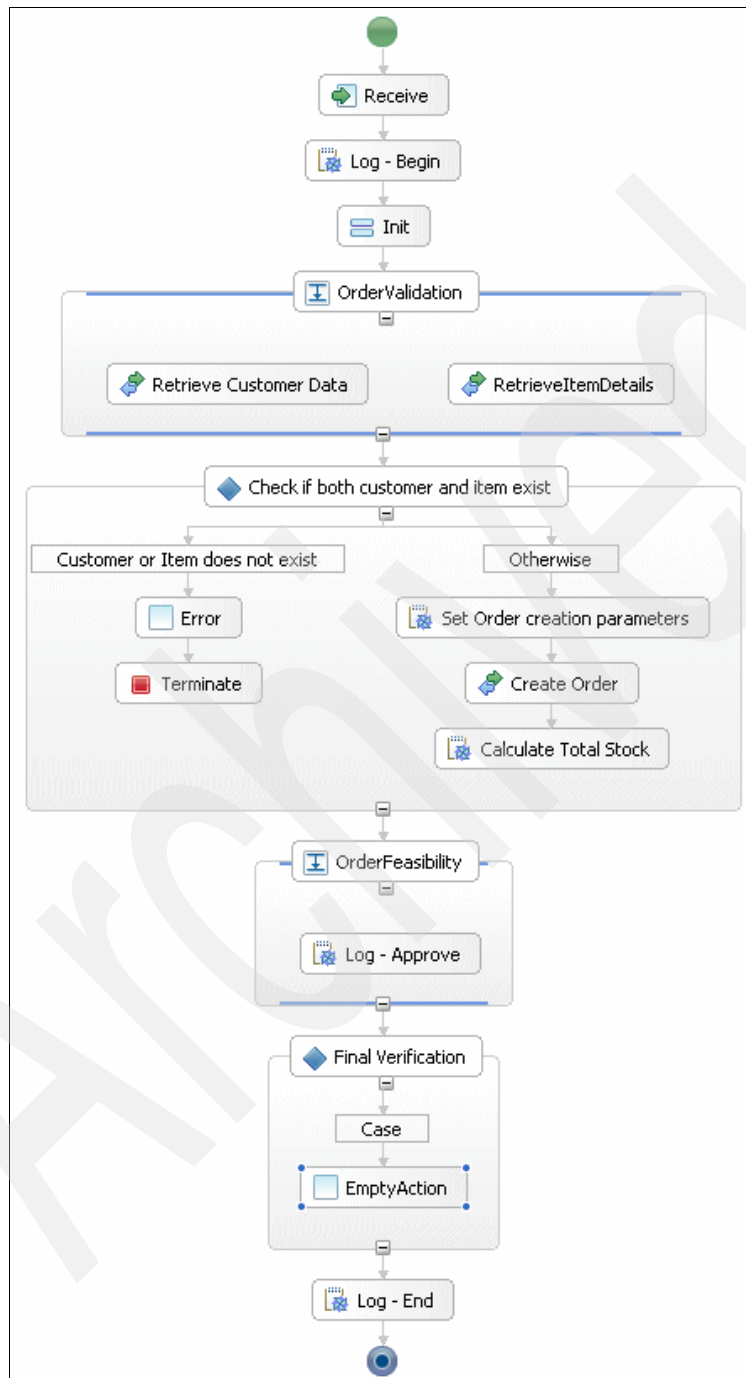 Receive
Log - Begin
Init
OrderValidation
Retrieve Customer Data
RetrieveItemDetails
Check if both customer and item exist
Customer or Item does not exist
Otherwise
Error
Set Order creation parameters
Terminate
Create Order
Calculate Total Stock
OrderFeasibility
Log - Approve
Final Verification
Case
EmptyAction
Log - End
Archived